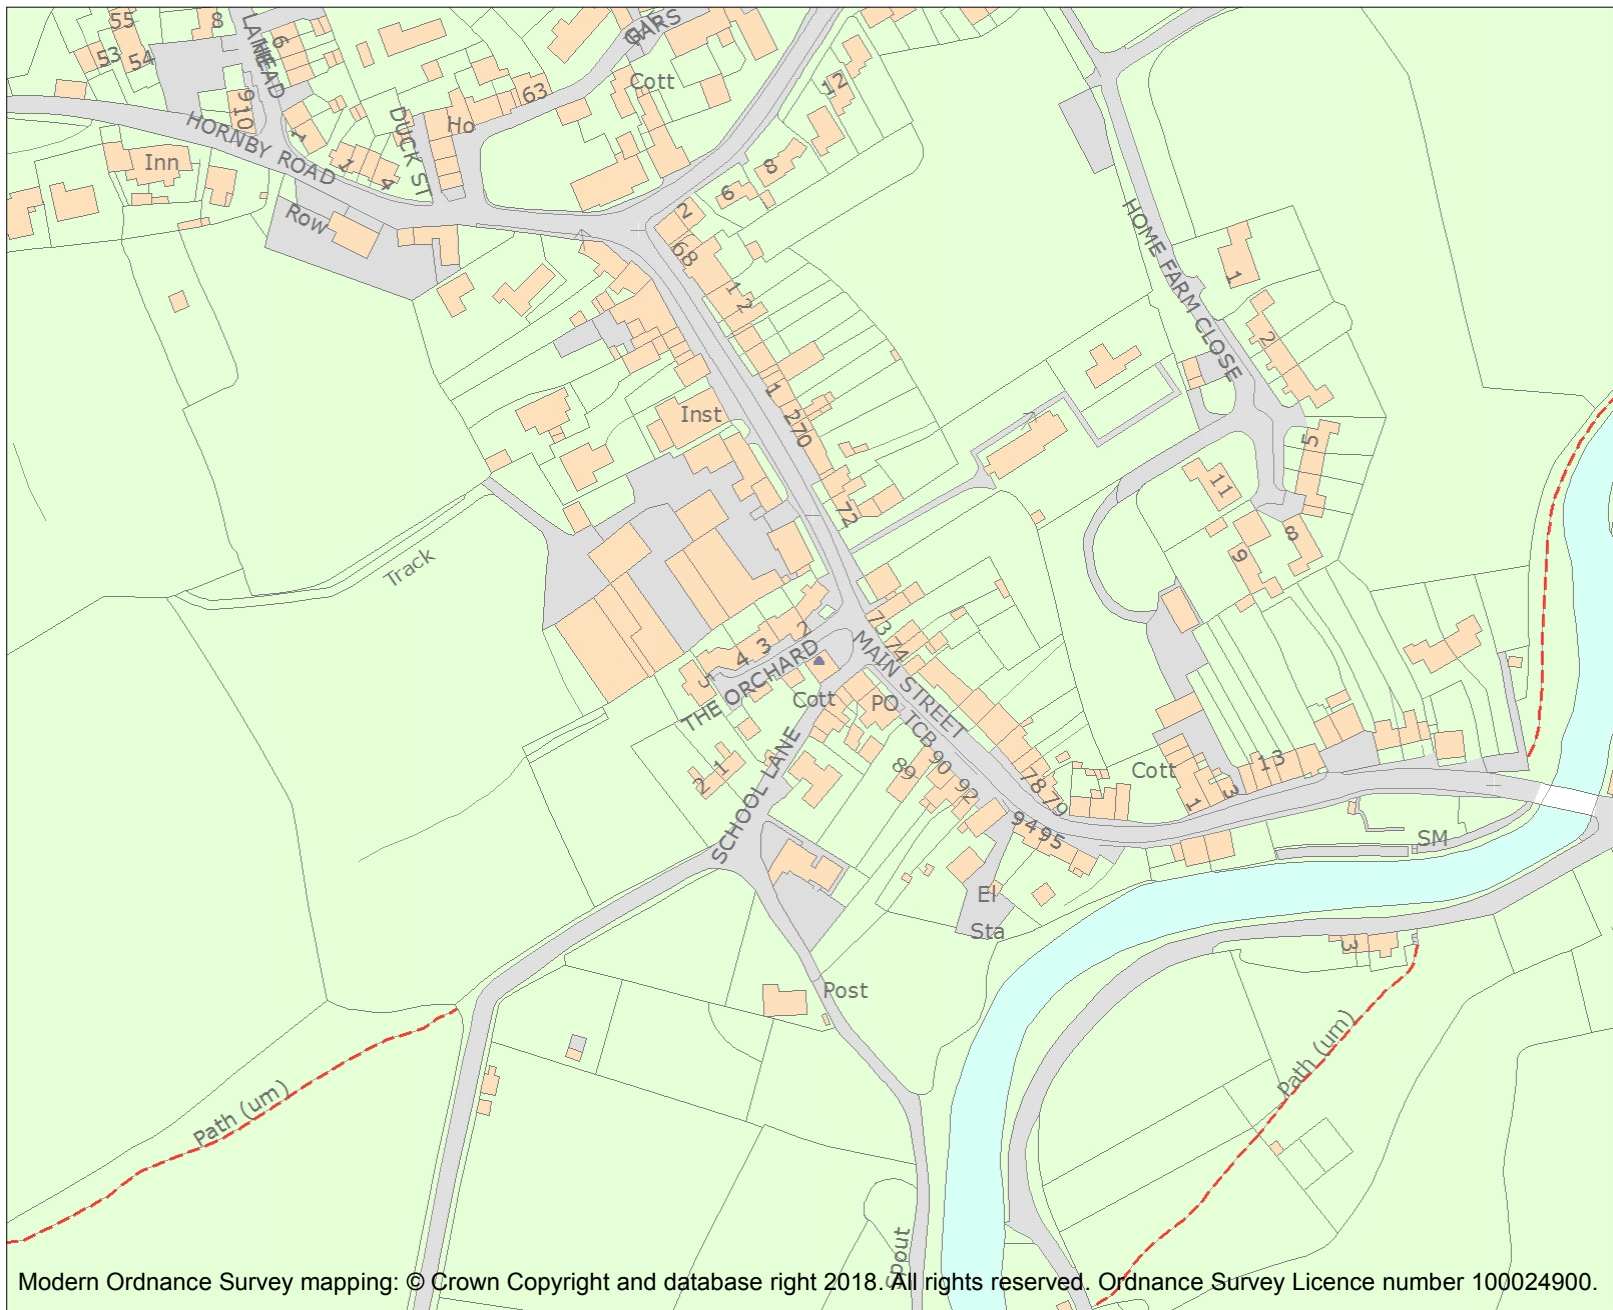 55
8
LANE HEAD
6
GARS
53
54
Cott
63
12
9
10
HORNBY ROAD
1
DUCK ST
Ho
Inn
1
4
8
6
2
Row
68
HOME FARM CLOSE
1
1 2
2
1
Inst
270
5
11
72
8
9
Track
2
73
74
4 3
MAIN STREET
5
THE ORCHARD
Cott
PO
TCB
SCHOOL LANE
2 1
89
90
92
78
79
Cott
13
1
3
94
95
SM
El
Sta
3
Post
Path (um)
Path (um)
Spout
Modern Ordnance Survey mapping: © Crown Copyright and database right 2018. All rights reserved. Ordnance Survey Licence number 100024900.